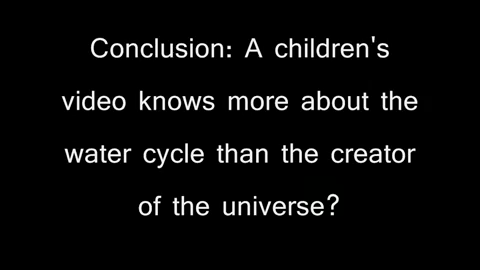 Conclusion: A children's
video knows more about the
water cycle than the creator
of the universe?